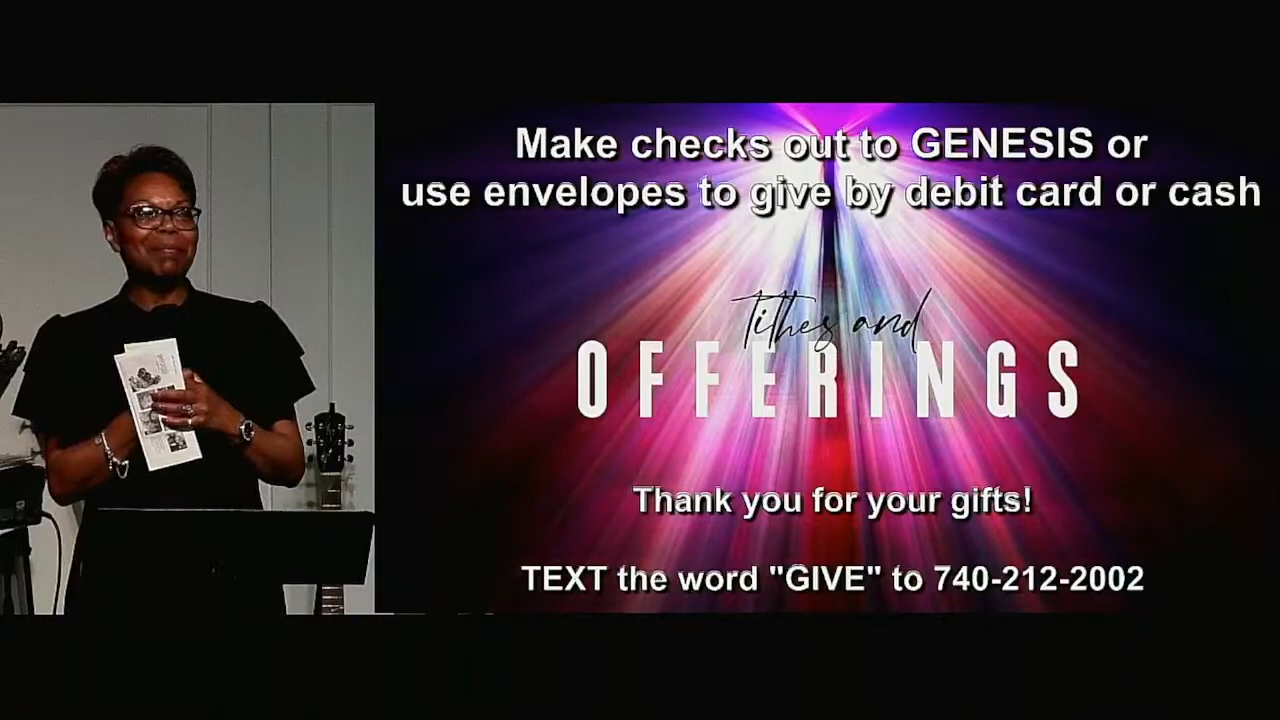 Make checks out to GENESIS or
use envelopes to give by debit card or cash
Tithes and
OFFERINGS
Thank you for your gifts!
TEXT the word "GIVE" to 740-212-2002